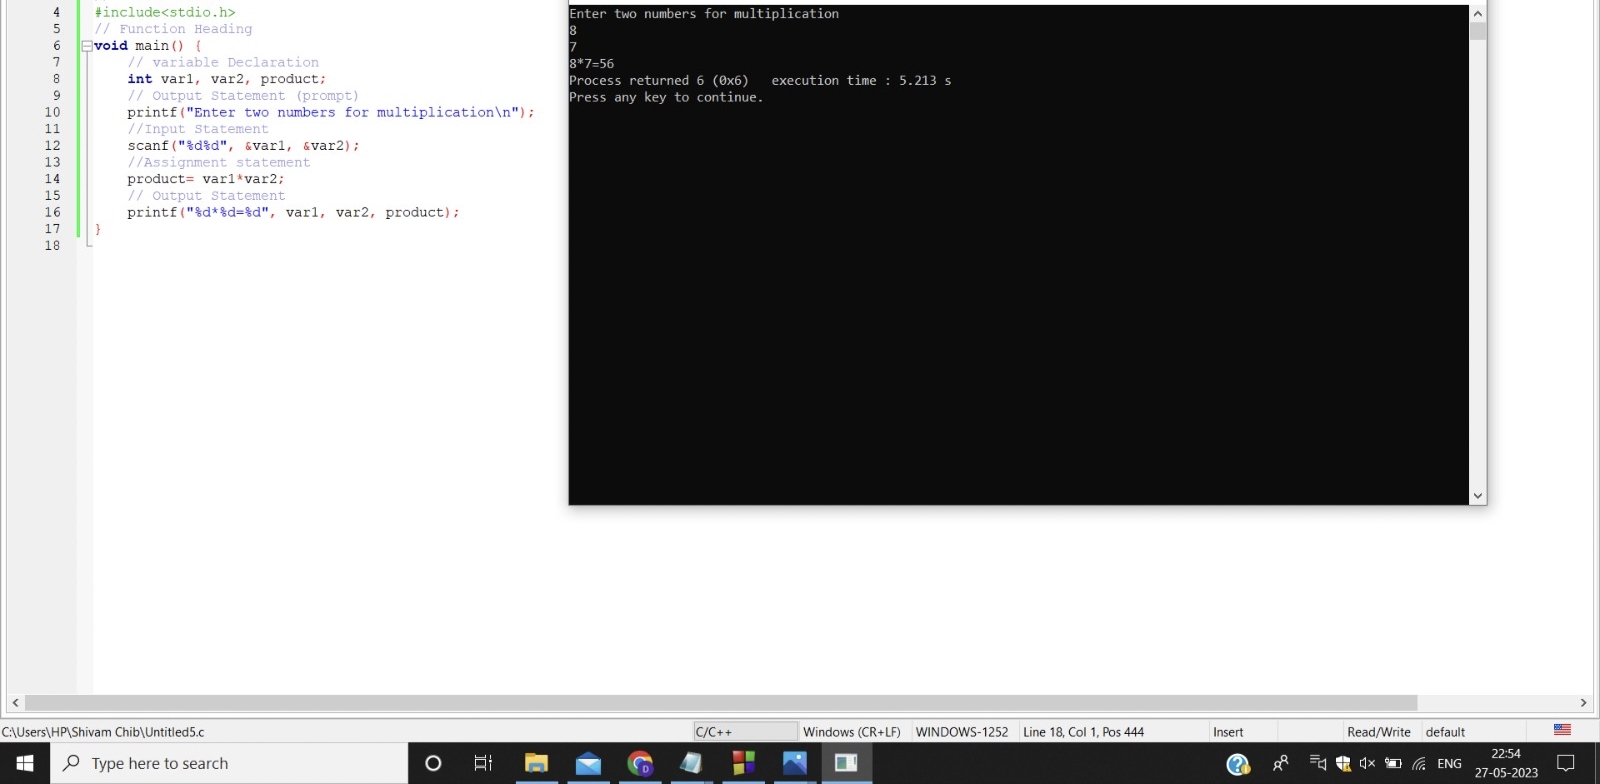 4 #include<stdio.h>
5 // Function Heading
6 void main() {
7 // variable Declaration
8 int var1, var2, product;
9 // Output Statement (prompt)
10 printf("Enter two numbers for multiplication\n");
11 //Input Statement
12 scanf("%d%d", &var1, &var2);
13 //Assignment statement
14 product= var1*var2;
15 // Output Statement
16 printf("%d*%d=%d", var1, var2, product);
17 }
18
Enter two numbers for multiplication
8
7
8*7=56
Process returned 6 (0x6)   execution time : 5.213 s
Press any key to continue.
C:\Users\HP\Shivam Chib\Untitled5.c C/C++ Windows (CR+LF) WINDOWS-1252 Line 18, Col 1, Pos 444 Insert Read/Write default
Type here to search
D
ENG
22:54
27-05-2023